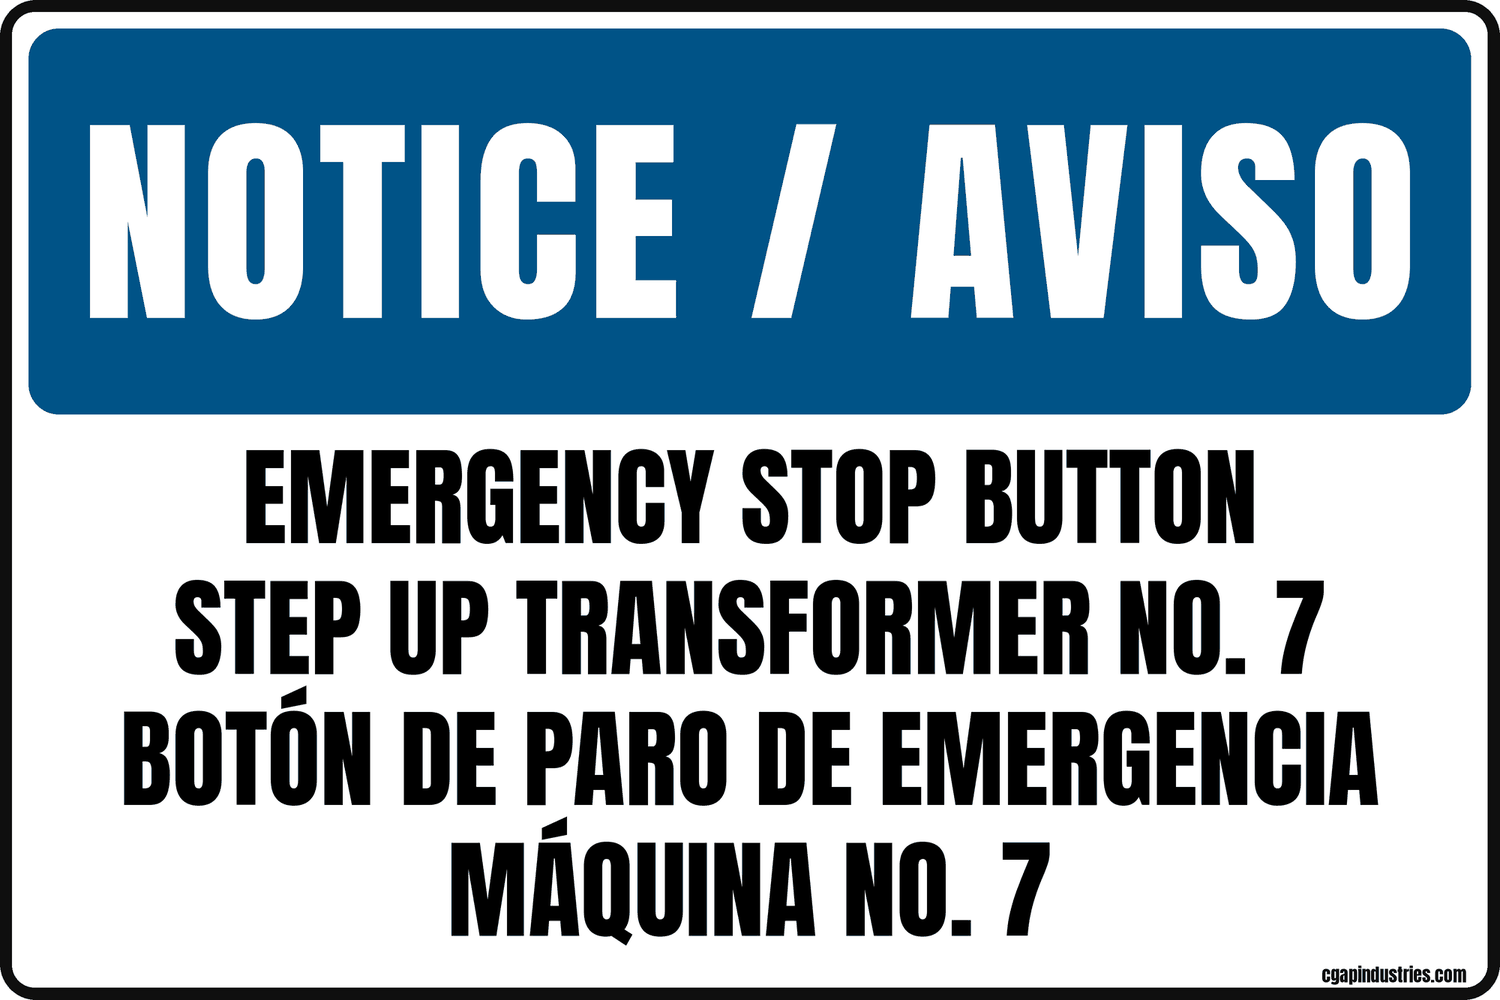 NOTICE / AVISO
EMERGENCY STOP BUTTON
STEP UP TRANSFORMER NO. 7
BOTÓN DE PARO DE EMERGENCIA
MÁQUINA NO. 7
cgapindustries.com